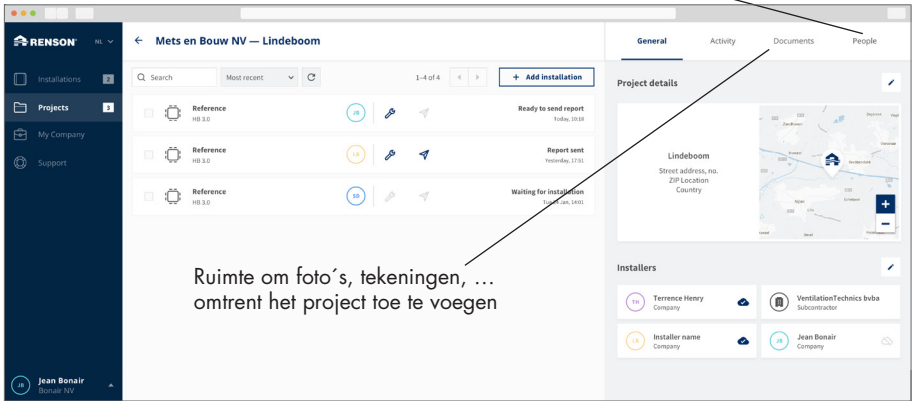 RENSON
NL
Installations 2
Projects 3
My Company
Support
JB Jean Bonair
Bonair NV
← Mets en Bouw NV — Lindeboom
Search
Most recent
1-4 of 4
+ Add installation
Reference
HB 3.0
JB
Ready to send report
Today, 10:18
Reference
HB 3.0
Report sent
Yesterday, 17:51
Reference
HB 3.0
SD
Waiting for installation
Jan, 14:01
Ruimte om foto´s, tekeningen, ...
omtrent het project toe te voegen
General Activity Documents People
Project details
Lindeboom
Street address, no.
ZIP Location
Country
+
−
Installers
TH Terrence Henry
Company
VentilationTechnics bvba
Subcontractor
Installer name
Company
JB Jean Bonair
Company